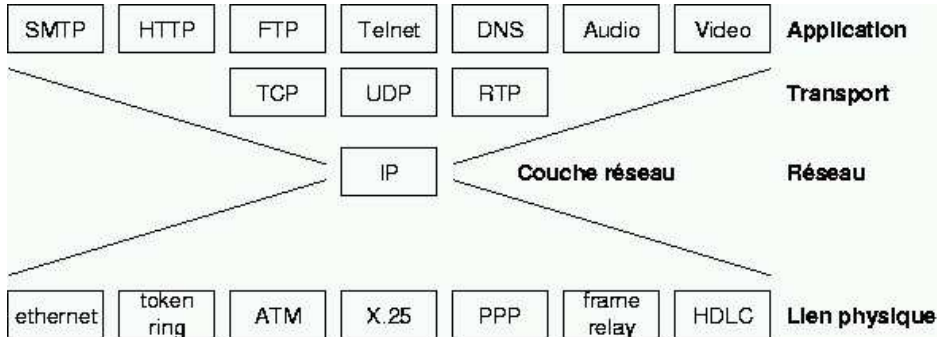 SMTP HTTP FTP Telnet DNS Audio Video Application
TCP UDP RTP Transport
IP Couche réseau Réseau
ethernet token ring ATM X.25 PPP frame relay HDLC Lien physique